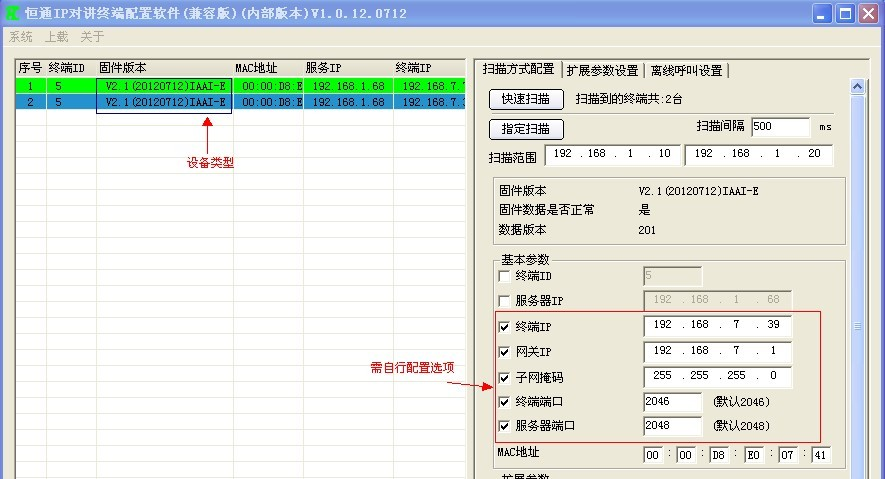 恒通IP对讲终端配置软件(兼容版)(内部版本)V1.0.12.0712
系统 上载 关于
序号 终端ID 固件版本 MAC地址 服务IP 终端IP
1 5 V2.1(20120712)IAAI-E 00:00:D8:E 192.168.1.68 192.168.7.
2 5 V2.1(20120712)IAAI-E 00:00:D8:E 192.168.1.68 192.168.7.3
设备类型
需自行配置选项
扫描方式配置 扩展参数设置 离线呼叫设置
快速扫描 扫描到的终端共:2台
指定扫描 扫描间隔 500 ms
扫描范围 192 .168 . 1 . 10 192 .168 . 1 . 20
固件版本 V2.1(20120712)IAAI-E
固件数据是否正常 是
数据版本 201
基本参数
终端ID 5
服务器IP 192 .168 . 1 . 68
终端IP 192 .168 . 7 . 39
网关IP 192 .168 . 7 . 1
子网掩码 255 .255 .255 . 0
终端端口 2046 (默认2046)
服务器端口 2048 (默认2048)
MAC地址 00 : 00 : D8 : E0 : 07 : 41
扩展参数